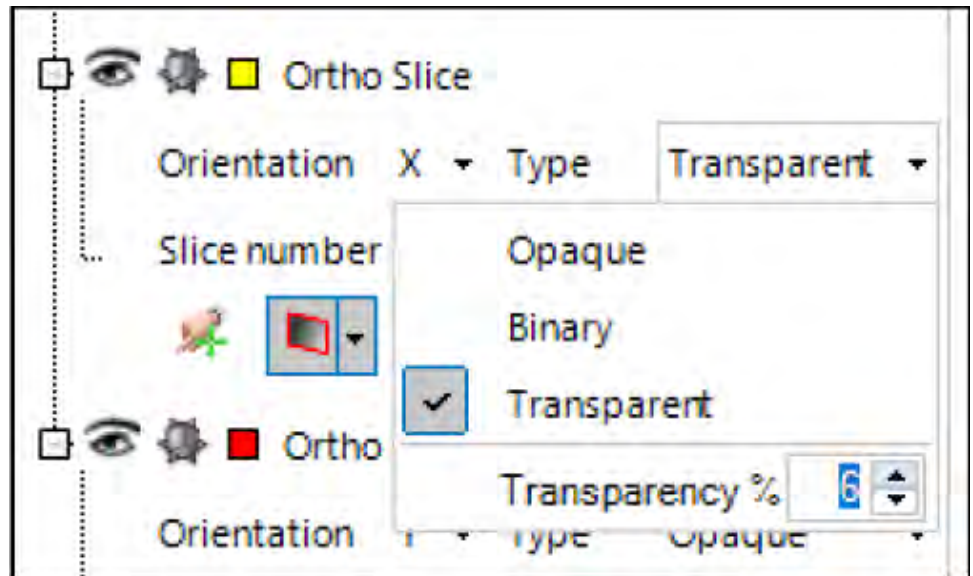 Ortho Slice
Orientation X Type Transparent
Slice number Opaque
Binary
Transparent
Ortho
Transparency % 6
Orientation Type Opaque